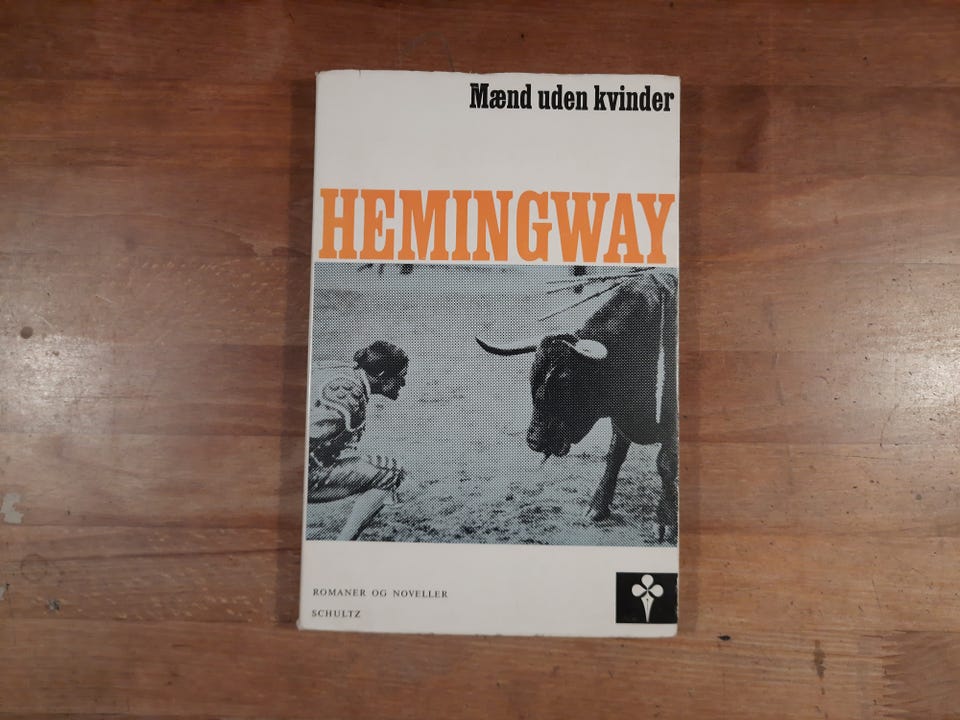 Mænd uden kvinder
HEMINGWAY
ROMANER OG NOVELLER
SCHULTZ